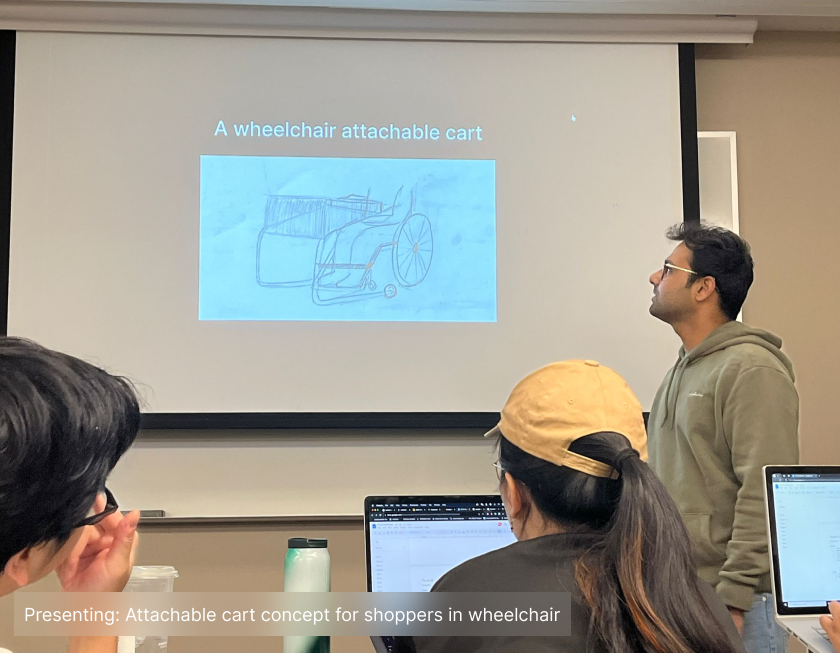 A wheelchair attachable cart
Presenting: Attachable cart concept for shoppers in wheelchair